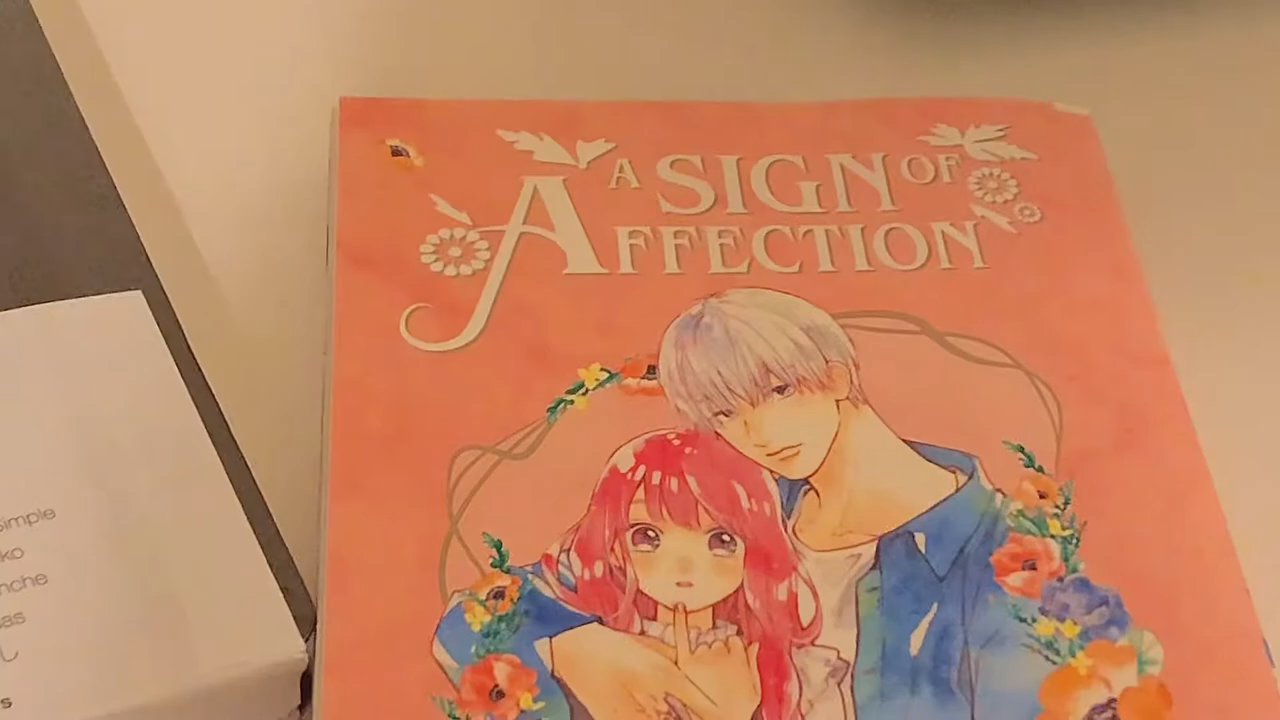 A SIGN OF
AFFECTION
Simple
ko
nche
as